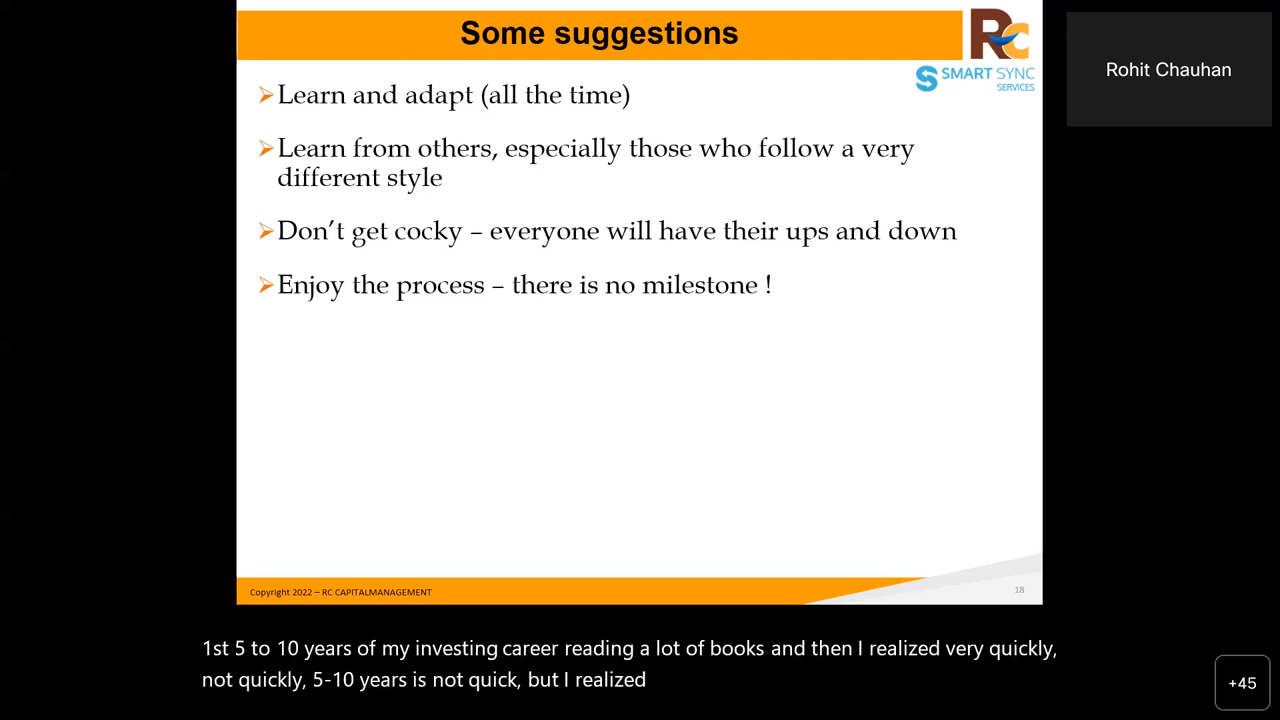 Some suggestions
RC
SMART SYNC
SERVICES
Rohit Chauhan
➢Learn and adapt (all the time)
➢Learn from others, especially those who follow a very
different style
➢Don’t get cocky – everyone will have their ups and down
➢Enjoy the process – there is no milestone !
Copyright 2022 – RC CAPITALMANAGEMENT
18
1st 5 to 10 years of my investing career reading a lot of books and then I realized very quickly,
not quickly, 5-10 years is not quick, but I realized
+45